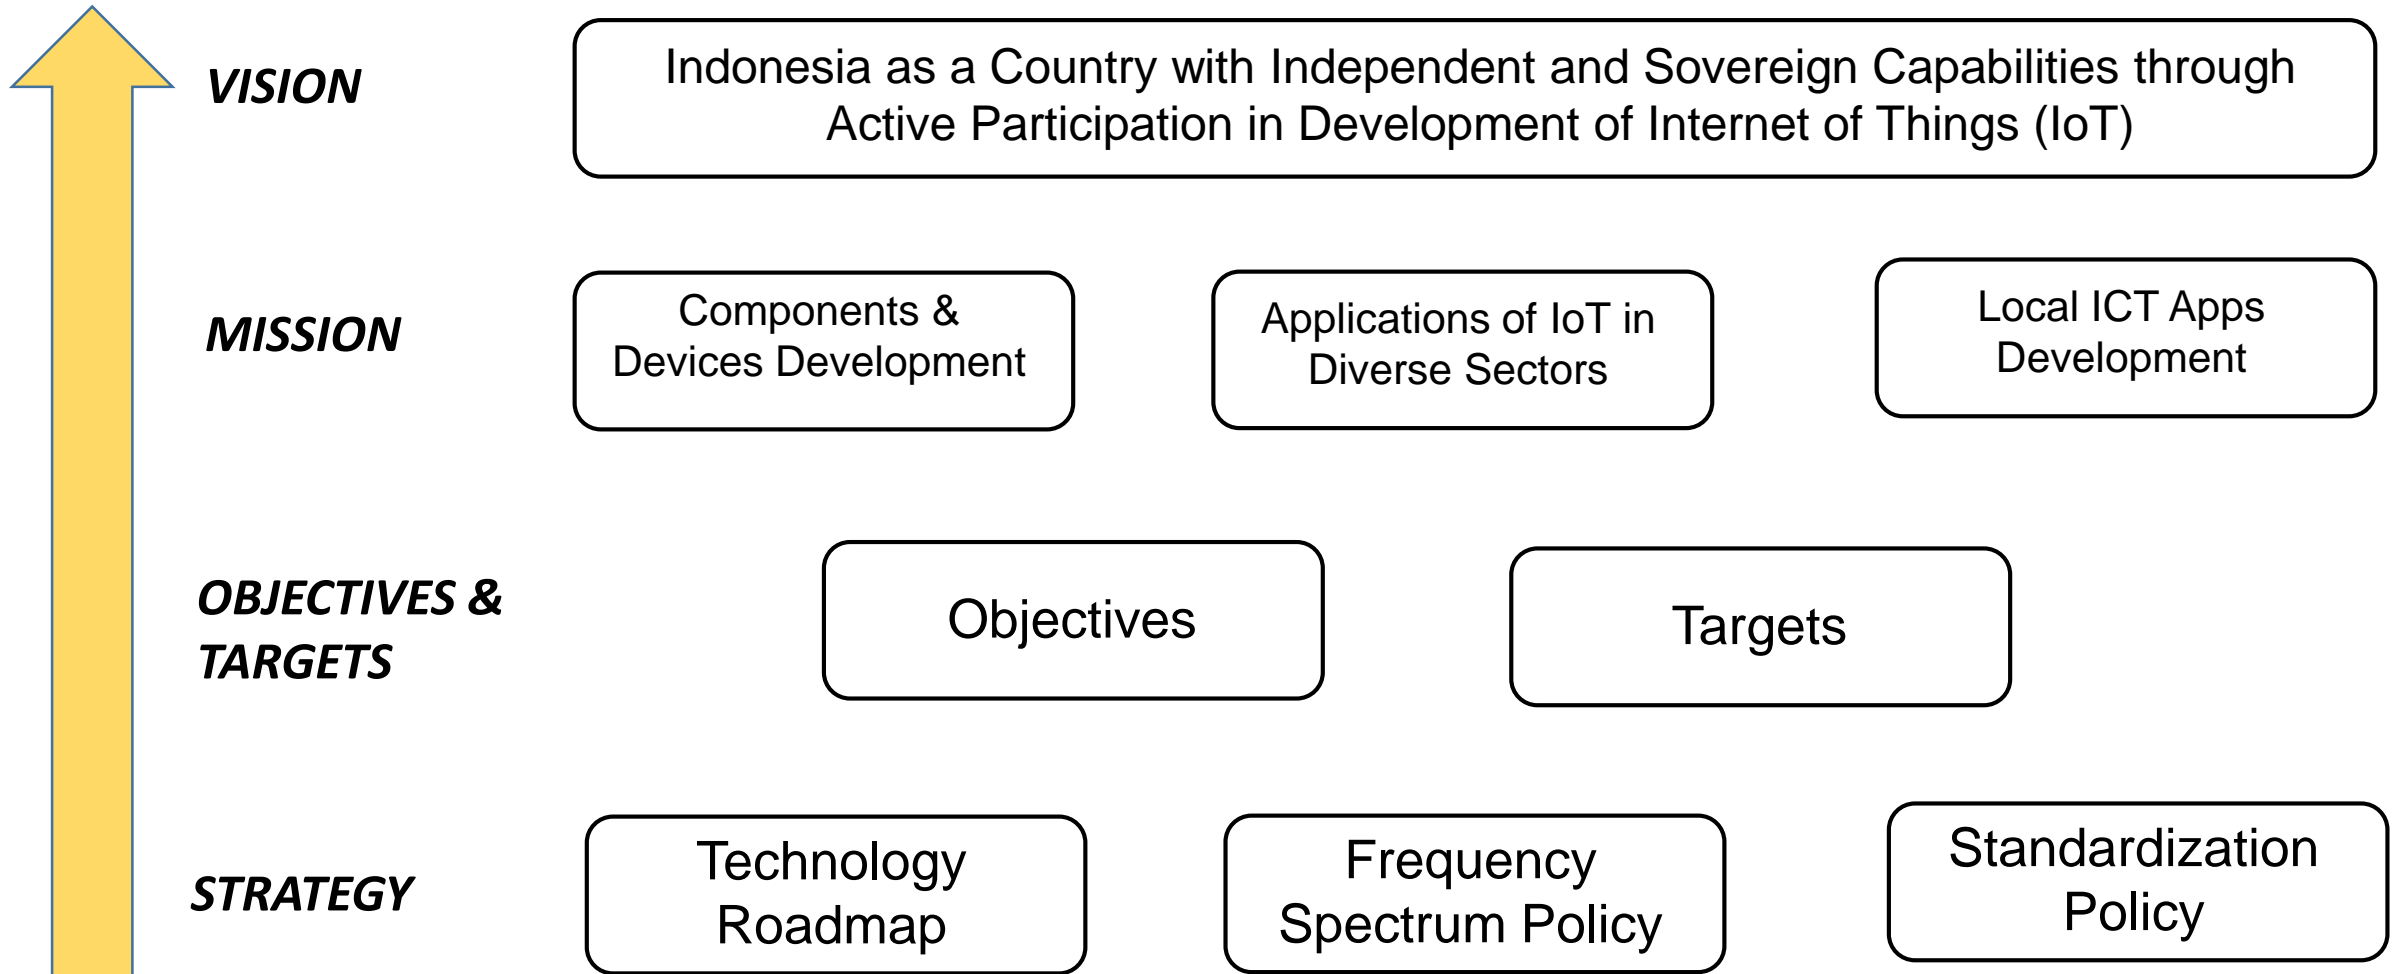 VISION
Indonesia as a Country with Independent and Sovereign Capabilities through
Active Participation in Development of Internet of Things (IoT)
MISSION
Components &
Devices Development
Applications of IoT in
Diverse Sectors
Local ICT Apps
Development
OBJECTIVES &
TARGETS
Objectives
Targets
STRATEGY
Technology
Roadmap
Frequency
Spectrum Policy
Standardization
Policy